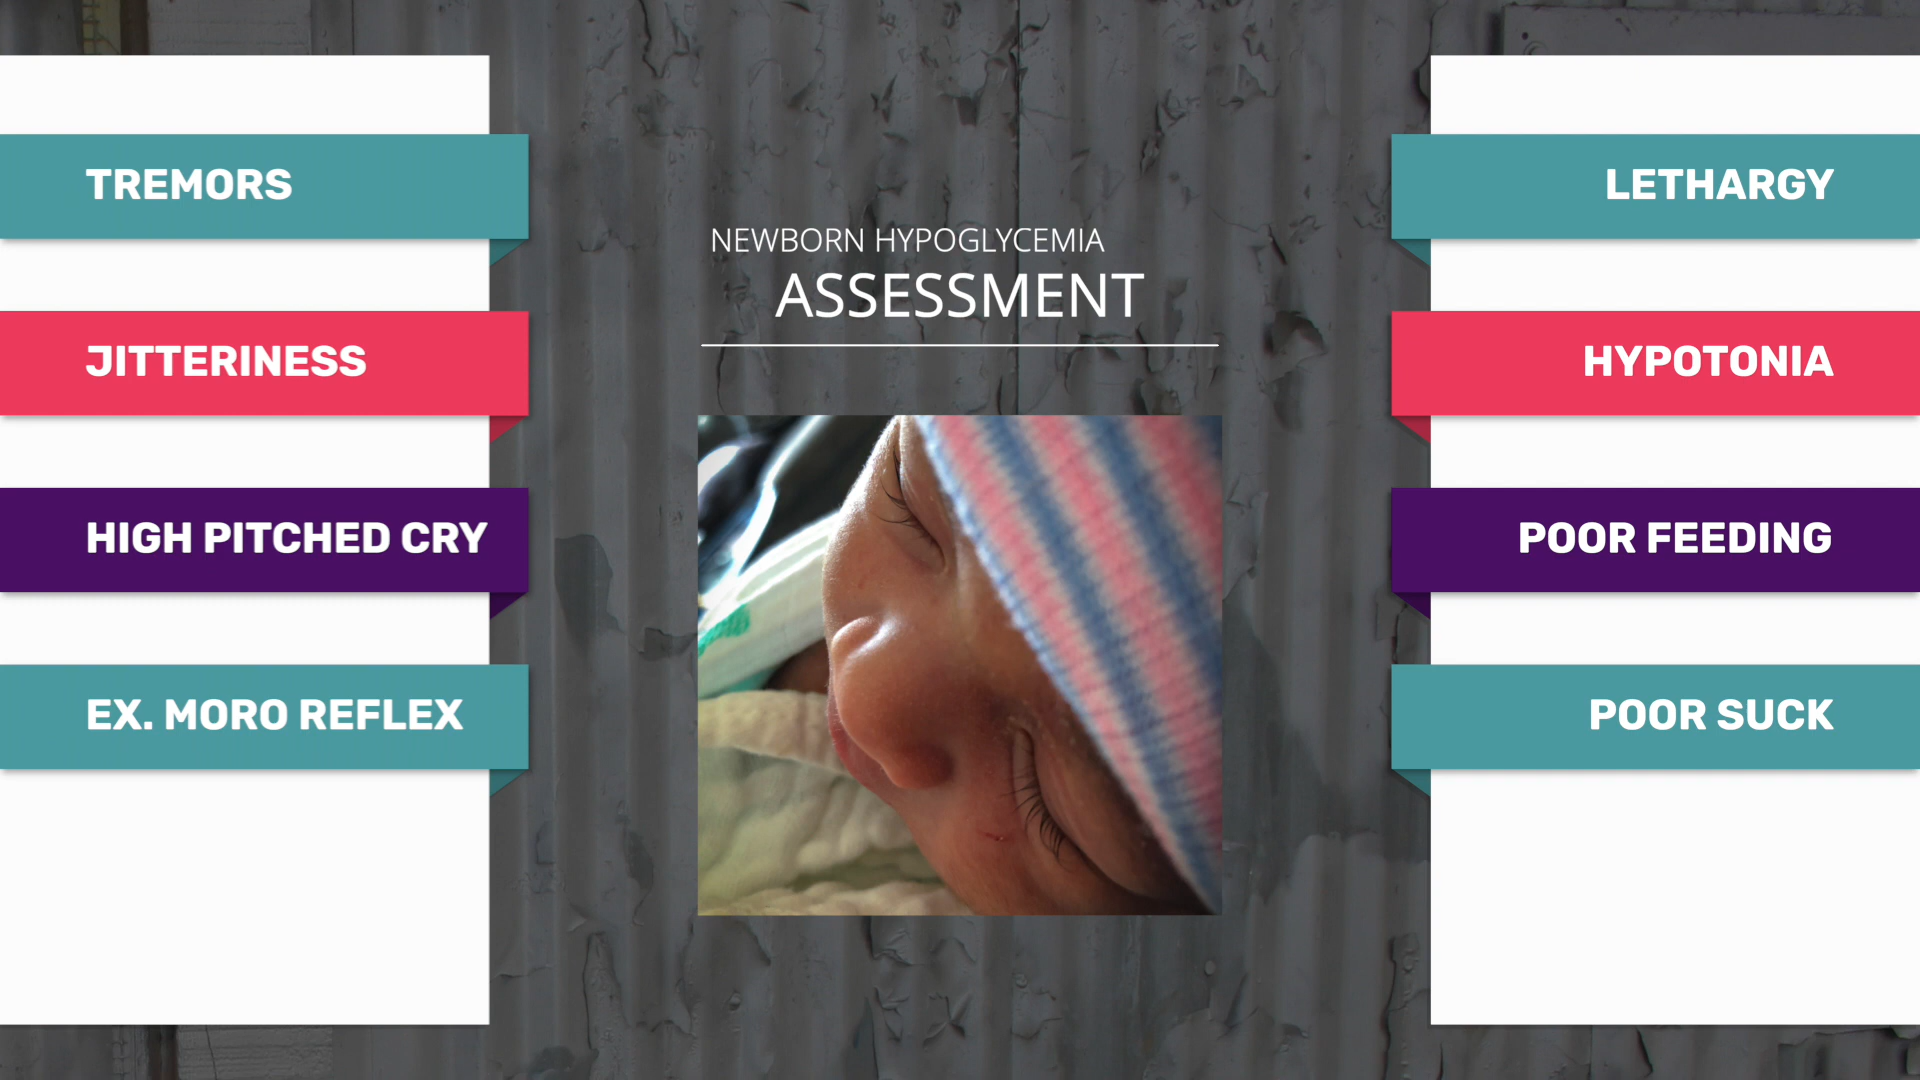 NEWBORN HYPOGLYCEMIA
ASSESSMENT
TREMORS
JITTERINESS
HIGH PITCHED CRY
EX. MORO REFLEX
LETHARGY
HYPOTONIA
POOR FEEDING
POOR SUCK